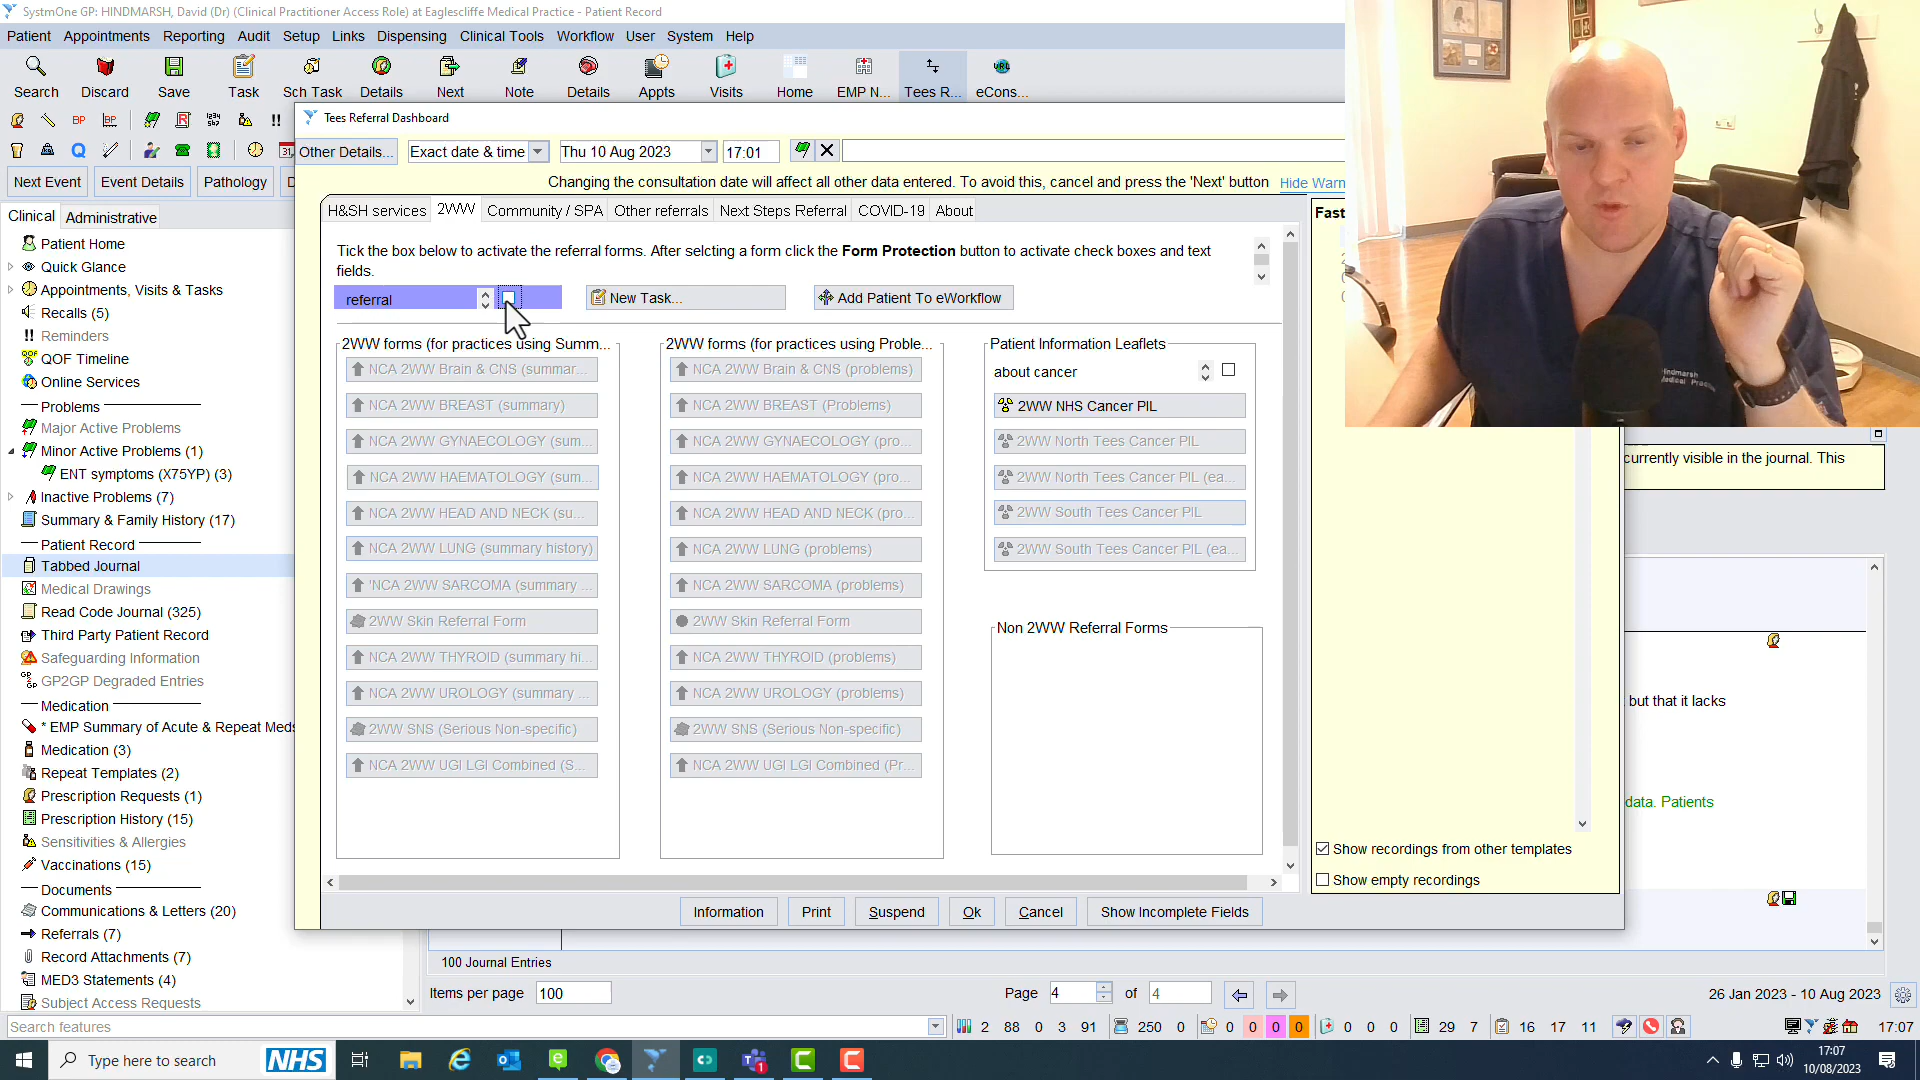 SystmOne GP: HINDMARSH, David (Dr) (Clinical Practitioner Access Role) at Eaglescliffe Medical Practice - Patient Record
Patient Appointments Reporting Audit Setup Links Dispensing Clinical Tools Workflow User System Help
Search Discard Save Task Sch Task Details Next Note Details Appts Visits Home EMP N... Tees R... eCons...
Tees Referral Dashboard
Other Details... Exact date & time Thu 10 Aug 2023 17:01
Changing the consultation date will affect all other data entered. To avoid this, cancel and press the 'Next' button Hide Warn
Next Event Event Details Pathology D
Clinical Administrative
Patient Home
Quick Glance
Appointments, Visits & Tasks
Recalls (5)
Reminders
QOF Timeline
Online Services
Problems
Major Active Problems
Minor Active Problems (1)
ENT symptoms (X75YP) (3)
Inactive Problems (7)
Summary & Family History (17)
Patient Record
Tabbed Journal
Medical Drawings
Read Code Journal (325)
Third Party Patient Record
Safeguarding Information
GP2GP Degraded Entries
Medication
* EMP Summary of Acute & Repeat Meds
Medication (3)
Repeat Templates (2)
Prescription Requests (1)
Prescription History (15)
Sensitivities & Allergies
Vaccinations (15)
Documents
Communications & Letters (20)
Referrals (7)
Record Attachments (7)
MED3 Statements (4)
Subject Access Requests
H&SH services 2WW Community / SPA Other referrals Next Steps Referral COVID-19 About
Tick the box below to activate the referral forms. After selcting a form click the Form Protection button to activate check boxes and text
fields.
referral New Task... Add Patient To eWorkflow
2WW forms (for practices using Summ...
NCA 2WW Brain & CNS (summar...
NCA 2WW BREAST (summary)
NCA 2WW GYNAECOLOGY (sum...
NCA 2WW HAEMATOLOGY (sum...
NCA 2WW HEAD AND NECK (su...
NCA 2WW LUNG (summary history)
'NCA 2WW SARCOMA (summary ...
2WW Skin Referral Form
NCA 2WW THYROID (summary hi...
NCA 2WW UROLOGY (summary ...
2WW SNS (Serious Non-specific)
NCA 2WW UGI LGI Combined (S...
2WW forms (for practices using Proble...
NCA 2WW Brain & CNS (problems)
NCA 2WW BREAST (Problems)
NCA 2WW GYNAECOLOGY (pro...
NCA 2WW HAEMATOLOGY (pro...
NCA 2WW HEAD AND NECK (pro...
NCA 2WW LUNG (problems)
NCA 2WW SARCOMA (problems)
2WW Skin Referral Form
NCA 2WW THYROID (problems)
NCA 2WW UROLOGY (problems)
2WW SNS (Serious Non-specific)
NCA 2WW UGI LGI Combined (Pr...
Patient Information Leaflets
about cancer
2WW NHS Cancer PIL
2WW North Tees Cancer PIL
2WW North Tees Cancer PIL (ea...
2WW South Tees Cancer PIL
2WW South Tees Cancer PIL (ea...
Non 2WW Referral Forms
Fast
Show recordings from other templates
Show empty recordings
Information Print Suspend Ok Cancel Show Incomplete Fields
currently visible in the journal. This
but that it lacks
data. Patients
100 Journal Entries
Items per page 100 Page 4 of 4 26 Jan 2023 - 10 Aug 2023
Search features 2 88 0 3 91 250 0 0 0 0 0 0 0 0 29 7 16 17 11 17:07
Type here to search NHS 1 17:07
10/08/2023